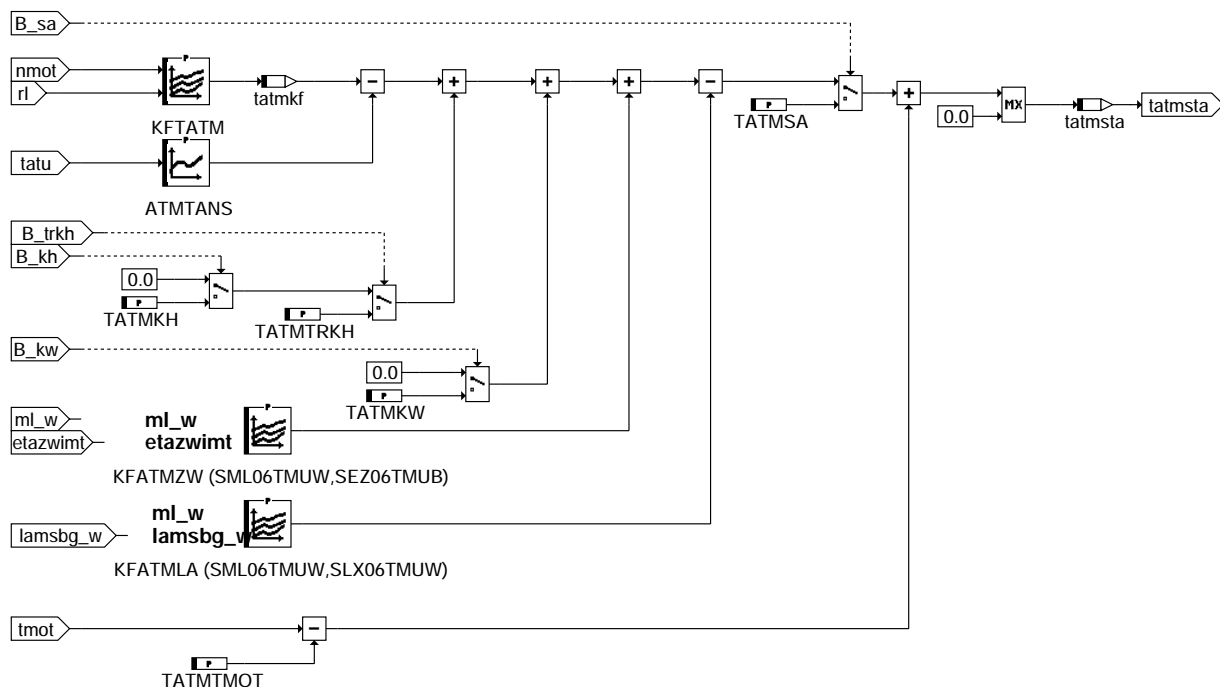 B_sa
nmot
rl
P
KFTATM
tatmkf
−
+
+
+
−
P
TATMSA
+
0.0
MX
tatmsta
tatmsta
tatu
P
ATMTANS
B_trkh
B_kh
0.0
P
TATMKH
P
TATMTRKH
B_kw
0.0
P
TATMKW
ml_w
etazwimt
ml_w
etazwimt
P
KFATMZW (SML06TMUW,SEZ06TMUB)
lamsbg_w
ml_w
lamsbg_w
P
KFATMLA (SML06TMUW,SLX06TMUW)
tmot
−
P
TATMTMOT